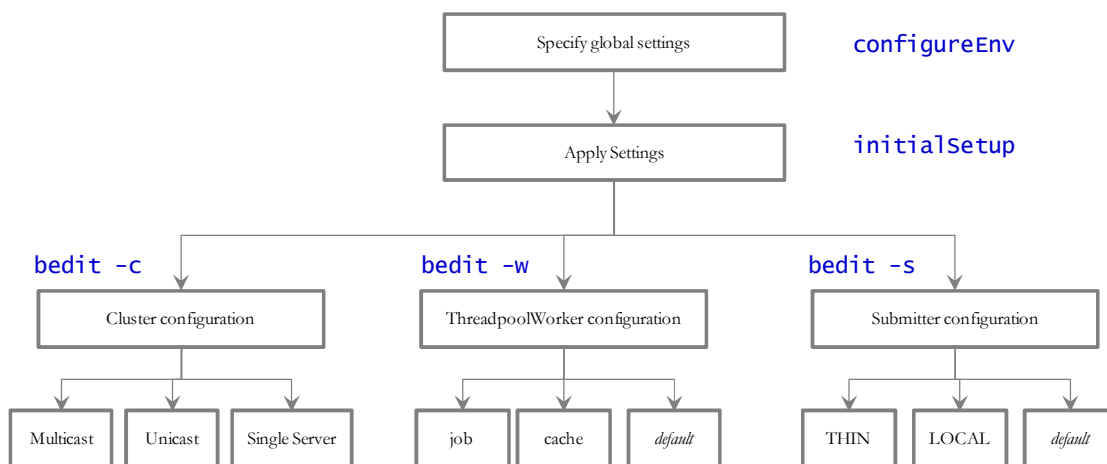 Specify global settings
configureEnv
Apply Settings
initialSetup
bedit -c
bedit -w
bedit -s
Cluster configuration
ThreadpoolWorker configuration
Submitter configuration
Multicast
Unicast
Single Server
job
cache
default
THIN
LOCAL
default